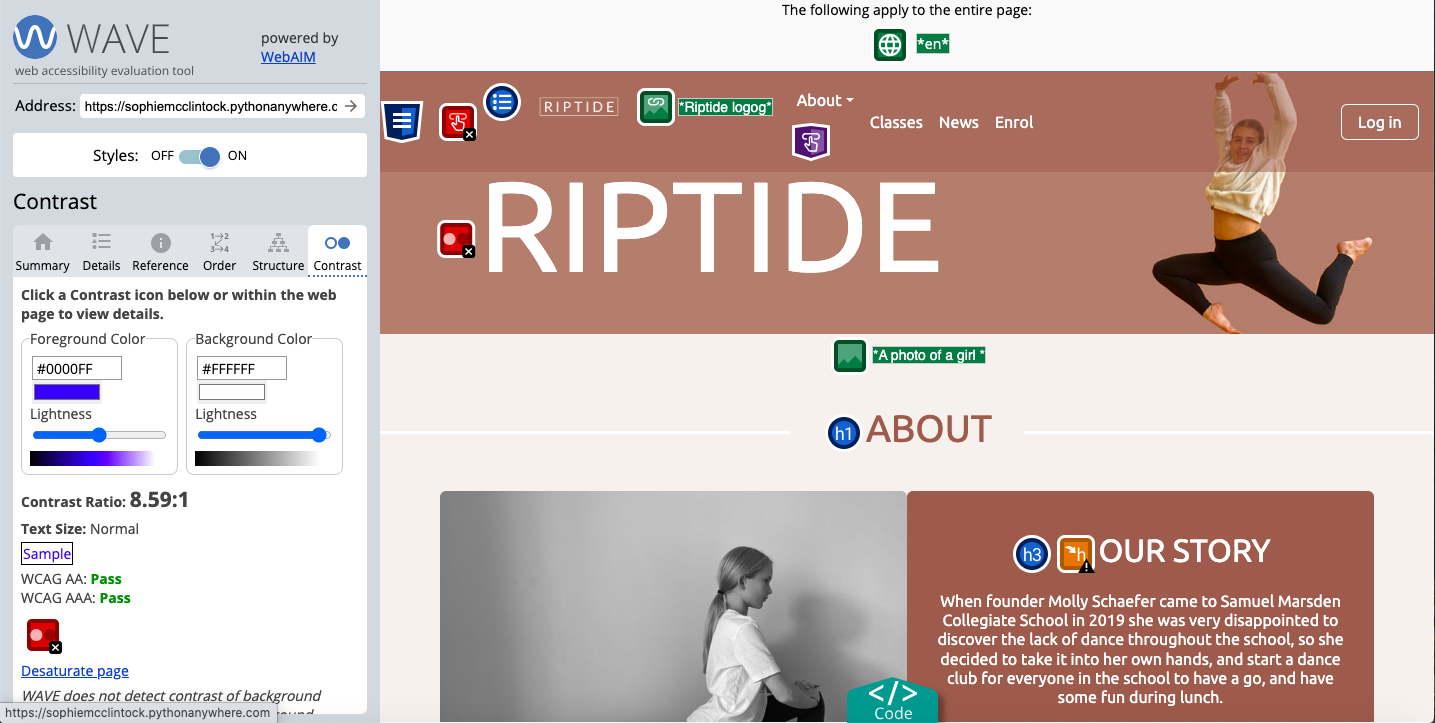 WAVE
powered by
WebAIM
web accessibility evaluation tool
Address: https://sophiemcclintock.pythonanywhere.c
Styles: OFF ON
Contrast
Summary Details Reference Order Structure Contrast
Click a Contrast icon below or within the web
page to view details.
Foreground Color Background Color
#0000FF #FFFFFF
Lightness Lightness
Contrast Ratio: 8.59:1
Text Size: Normal
Sample
WCAG AA: Pass
WCAG AAA: Pass
Desaturate page
WAVE does not detect contrast of background
https://sophiemcclintock.pythonanywhere.com
The following apply to the entire page:
*en*
RIPTIDE *Riptide logog* About Classes News Enrol Log in
RIPTIDE
*A photo of a girl *
h1 ABOUT
h3 h OUR STORY
When founder Molly Schaefer came to Samuel Marsden
Collegiate School in 2019 she was very disappointed to
discover the lack of dance throughout the school, so she
decided to take it into her own hands, and start a dance
club for everyone in the school to have a go, and have
some fun during lunch.
</> Code